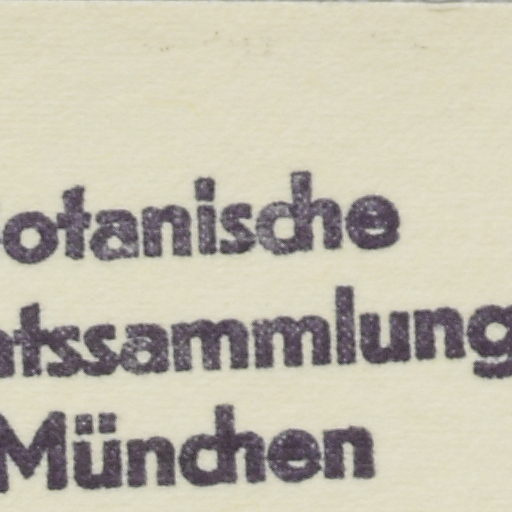 otanische
atssammlung
München